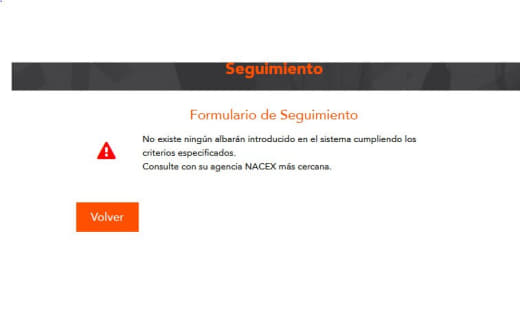 Seguimiento
Formulario de Seguimiento
No existe ningún albarán introducido en el sistema cumpliendo los
criterios especificados.
Consulte con su agencia NACEX más cercana.
Volver